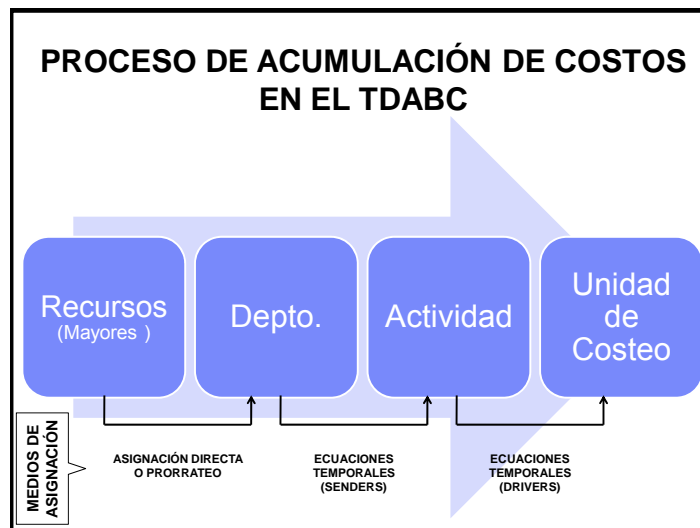 PROCESO DE ACUMULACIÓN DE COSTOS
EN EL TDABC
Recursos
(Mayores )
Depto.
Actividad
Unidad
de
Costeo
MEDIOS DE
ASIGNACIÓN
ASIGNACIÓN DIRECTA
O PRORRATEO
ECUACIONES
TEMPORALES
(SENDERS)
ECUACIONES
TEMPORALES
(DRIVERS)